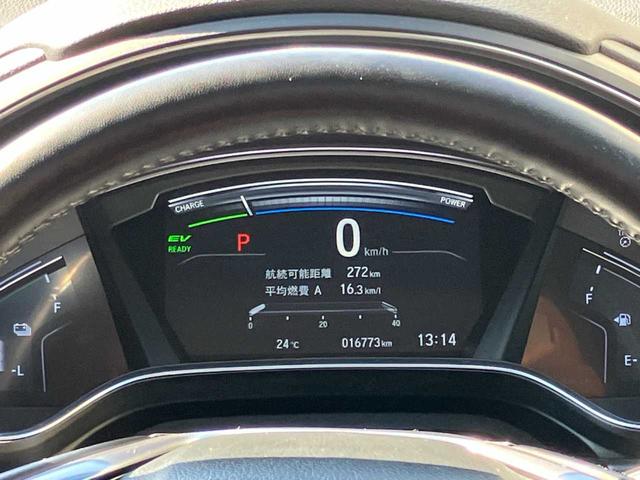 CHARGE POWER
EV
READY
P
0 km/h
航続可能距離 272km
平均燃費 A 16.3km/l
0 20 40
24℃ 016773km 13:14
F
-L
F
E-